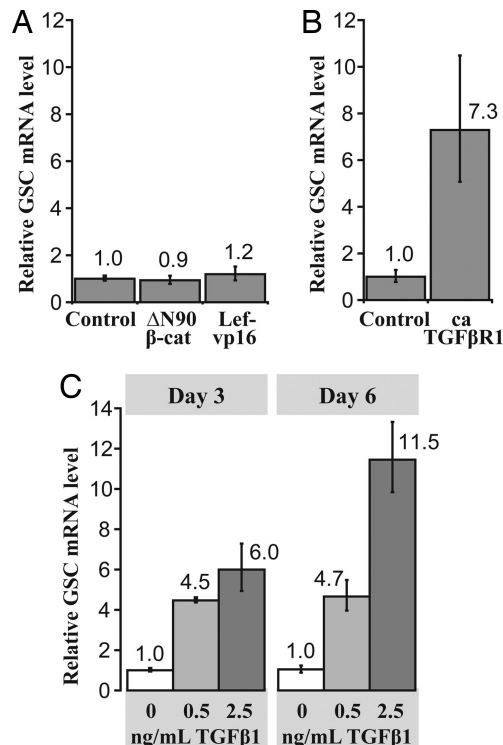 A
Relative GSC mRNA level
12
10
8
6
4
2
0
1.0
0.9
1.2
Control
ΔN90
β-cat
Lef-
vp16
B
Relative GSC mRNA level
12
10
8
6
4
2
0
1.0
7.3
Control
ca
TGFβR1
C
Day 3
Day 6
Relative GSC mRNA level
14
12
10
8
6
4
2
0
1.0
4.5
6.0
1.0
4.7
11.5
0 0.5 2.5
0 0.5 2.5
ng/mL TGFβ1
ng/mL TGFβ1